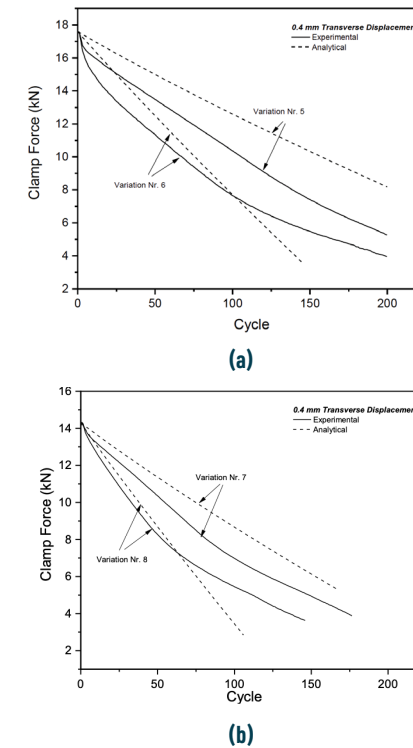 18
16
14
12
10
8
6
4
2
Clamp Force (kN)
0.4 mm Transverse Displacemen
Experimental
Analytical
Variation Nr. 5
Variation Nr. 6
0 50 100 150 200
Cycle
(a)
16
14
12
10
8
6
4
2
Clamp Force (kN)
0.4 mm Transverse Displacemen
Experimental
Analytical
Variation Nr. 7
Variation Nr. 8
0 50 100 150 200
Cycle
(b)